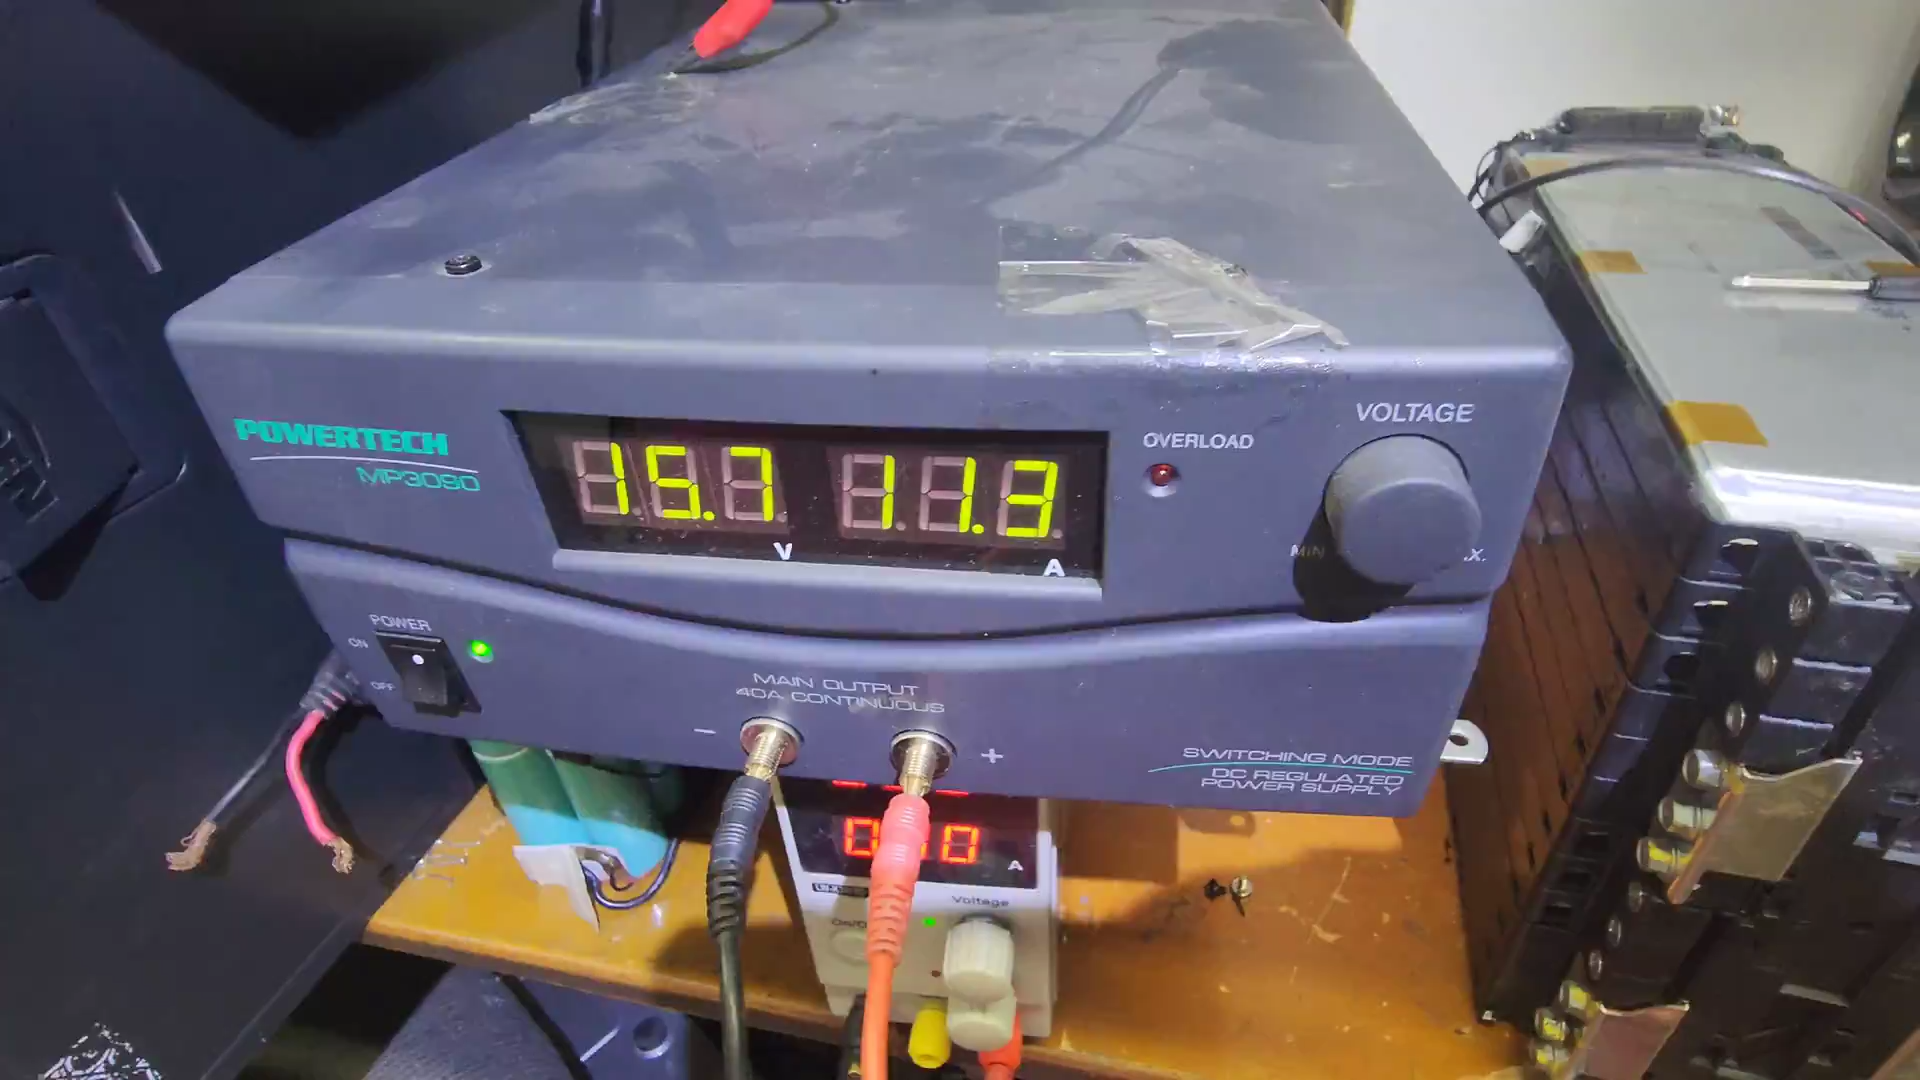 POWERTECH
MP3090
15.7
V
11.3
A
OVERLOAD
VOLTAGE
MIN
X.
POWER
ON
OFF
MAIN OUTPUT
40A CONTINUOUS
-
+
SWITCHING MODE
DC REGULATED
POWER SUPPLY
A
Voltage